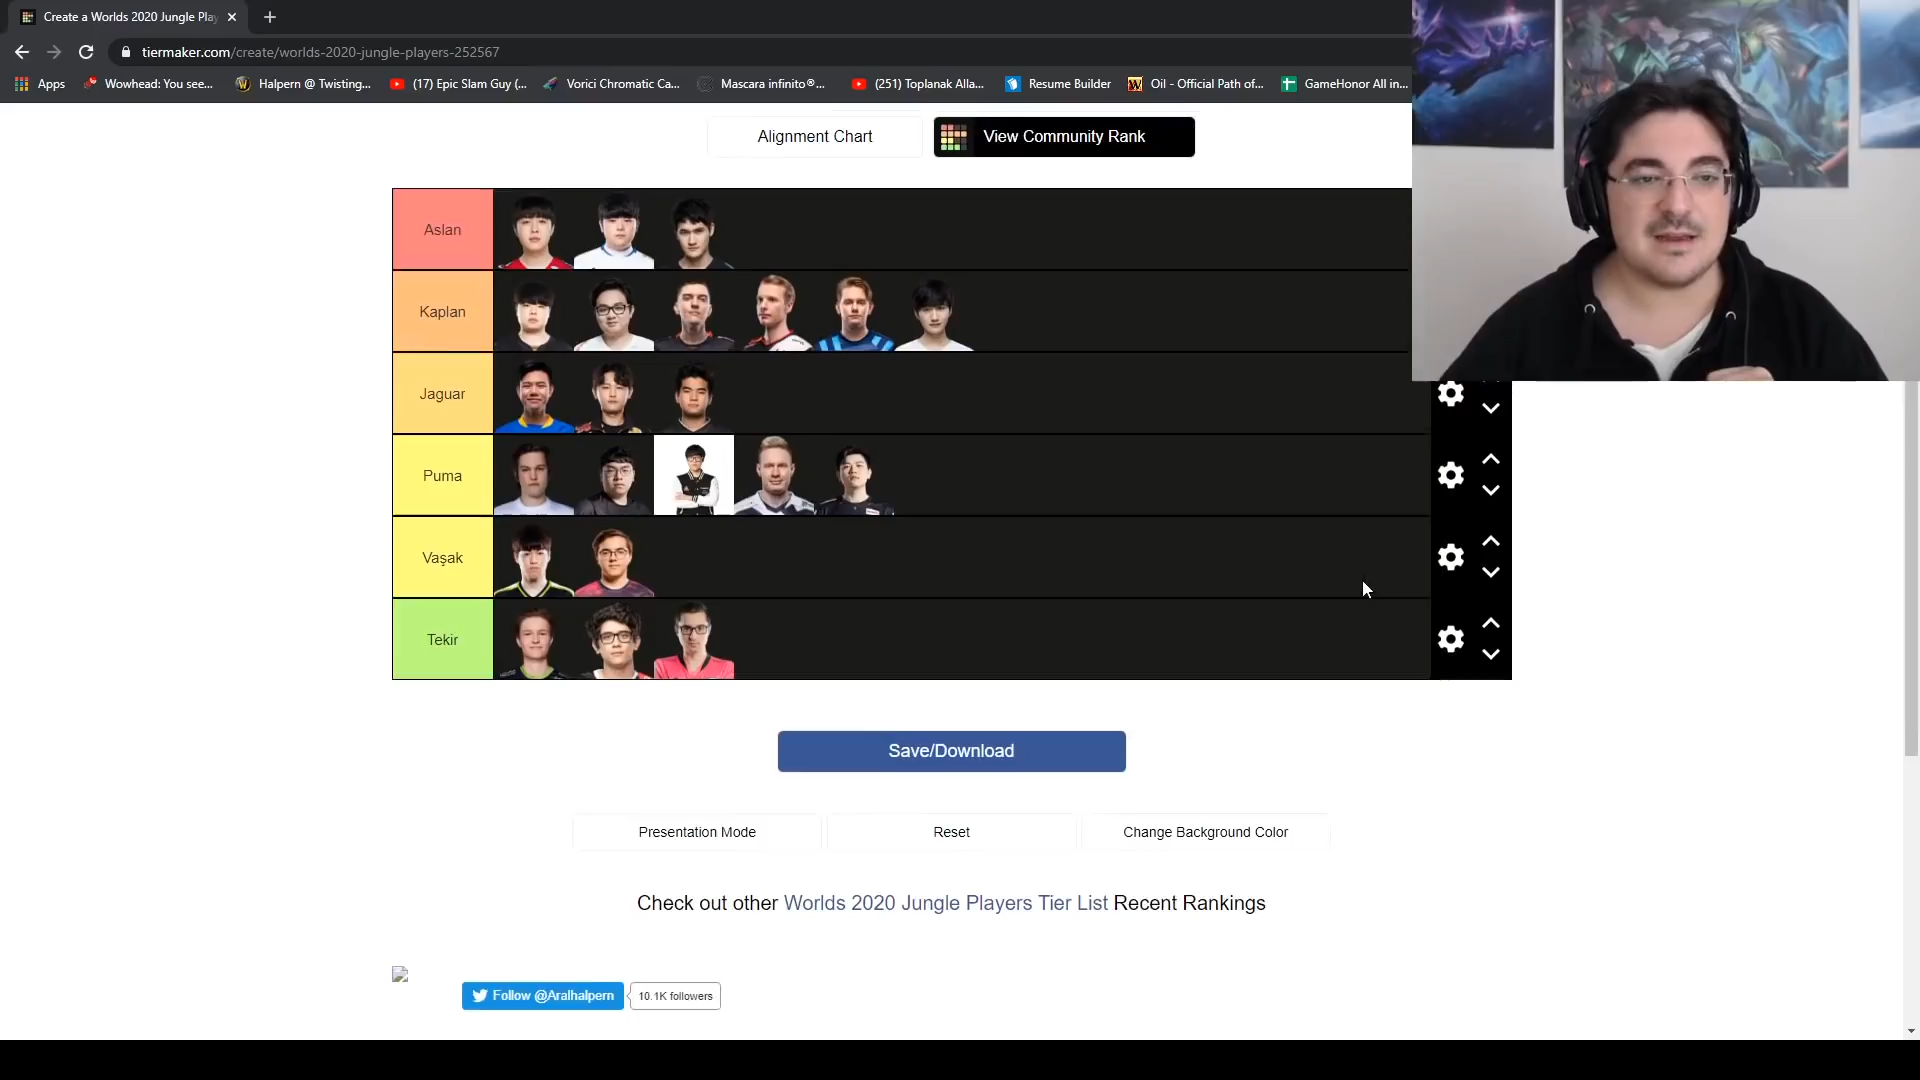 Create a Worlds 2020 Jungle Play
tiermaker.com/create/worlds-2020-jungle-players-252567
Apps
Wowhead: You see...
Halpern @ Twisting...
(17) Epic Slam Guy (...
Vorici Chromatic Ca...
Mascara infinito®...
(251) Toplanak Alla...
Resume Builder
Oil - Official Path of...
GameHonor All in...
Alignment Chart
View Community Rank
Aslan
Kaplan
Jaguar
Puma
Vaşak
Tekir
Save/Download
Presentation Mode
Reset
Change Background Color
Check out other Worlds 2020 Jungle Players Tier List Recent Rankings
Follow @Aralhalpern
10.1K followers